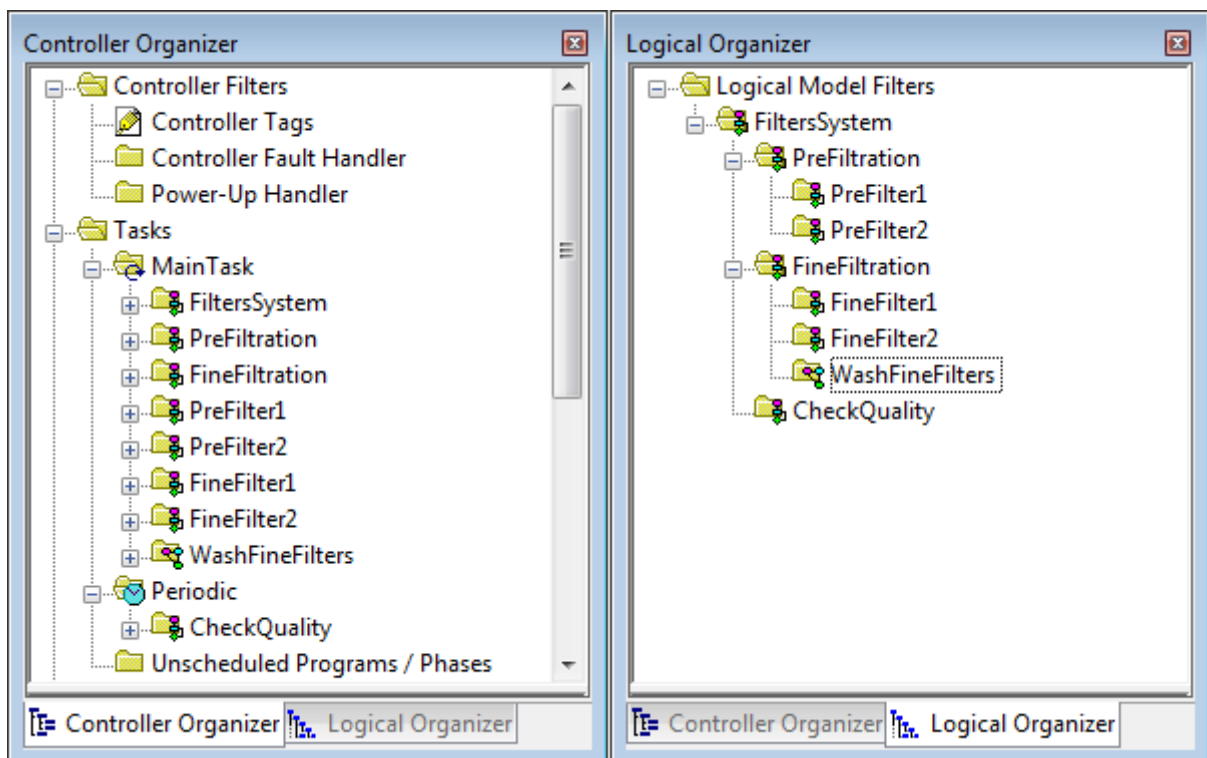 Controller Organizer
Controller Filters
Controller Tags
Controller Fault Handler
Power-Up Handler
Tasks
MainTask
FiltersSystem
PreFiltration
FineFiltration
PreFilter1
PreFilter2
FineFilter1
FineFilter2
WashFineFilters
Periodic
CheckQuality
Unscheduled Programs / Phases
Controller Organizer
Logical Organizer
Logical Organizer
Logical Model Filters
FiltersSystem
PreFiltration
PreFilter1
PreFilter2
FineFiltration
FineFilter1
FineFilter2
WashFineFilters
CheckQuality
Controller Organizer
Logical Organizer